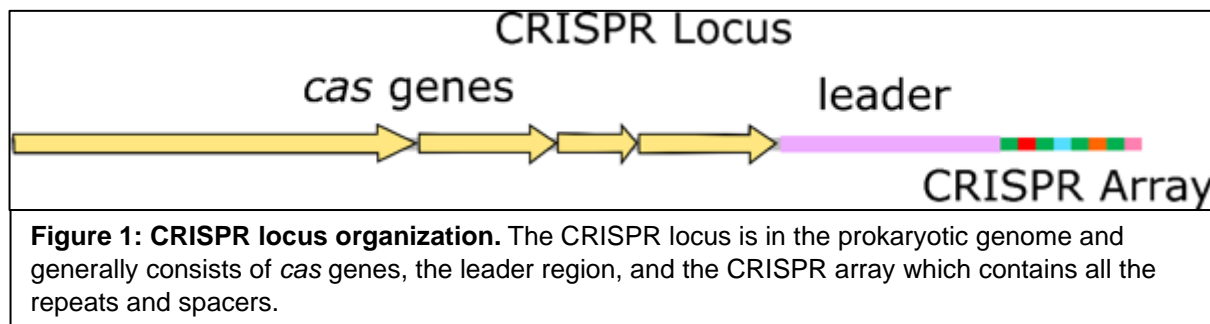 CRISPR Locus
cas genes
leader
CRISPR Array
Figure 1: CRISPR locus organization. The CRISPR locus is in the prokaryotic genome and
generally consists of cas genes, the leader region, and the CRISPR array which contains all the
repeats and spacers.